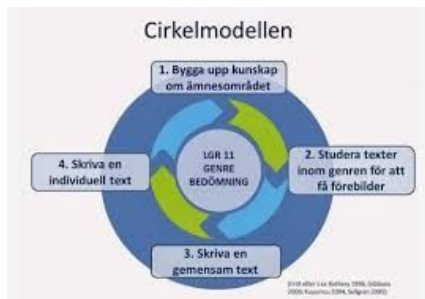 Cirkelmodellen
1. Bygga upp kunskap
om ämnesområdet
2. Studera texter
inom genren för att
få förebilder
3. Skriva en
gemensam text
4. Skriva en
individuell text
LGR 11
GENRE
BEDÖMNING